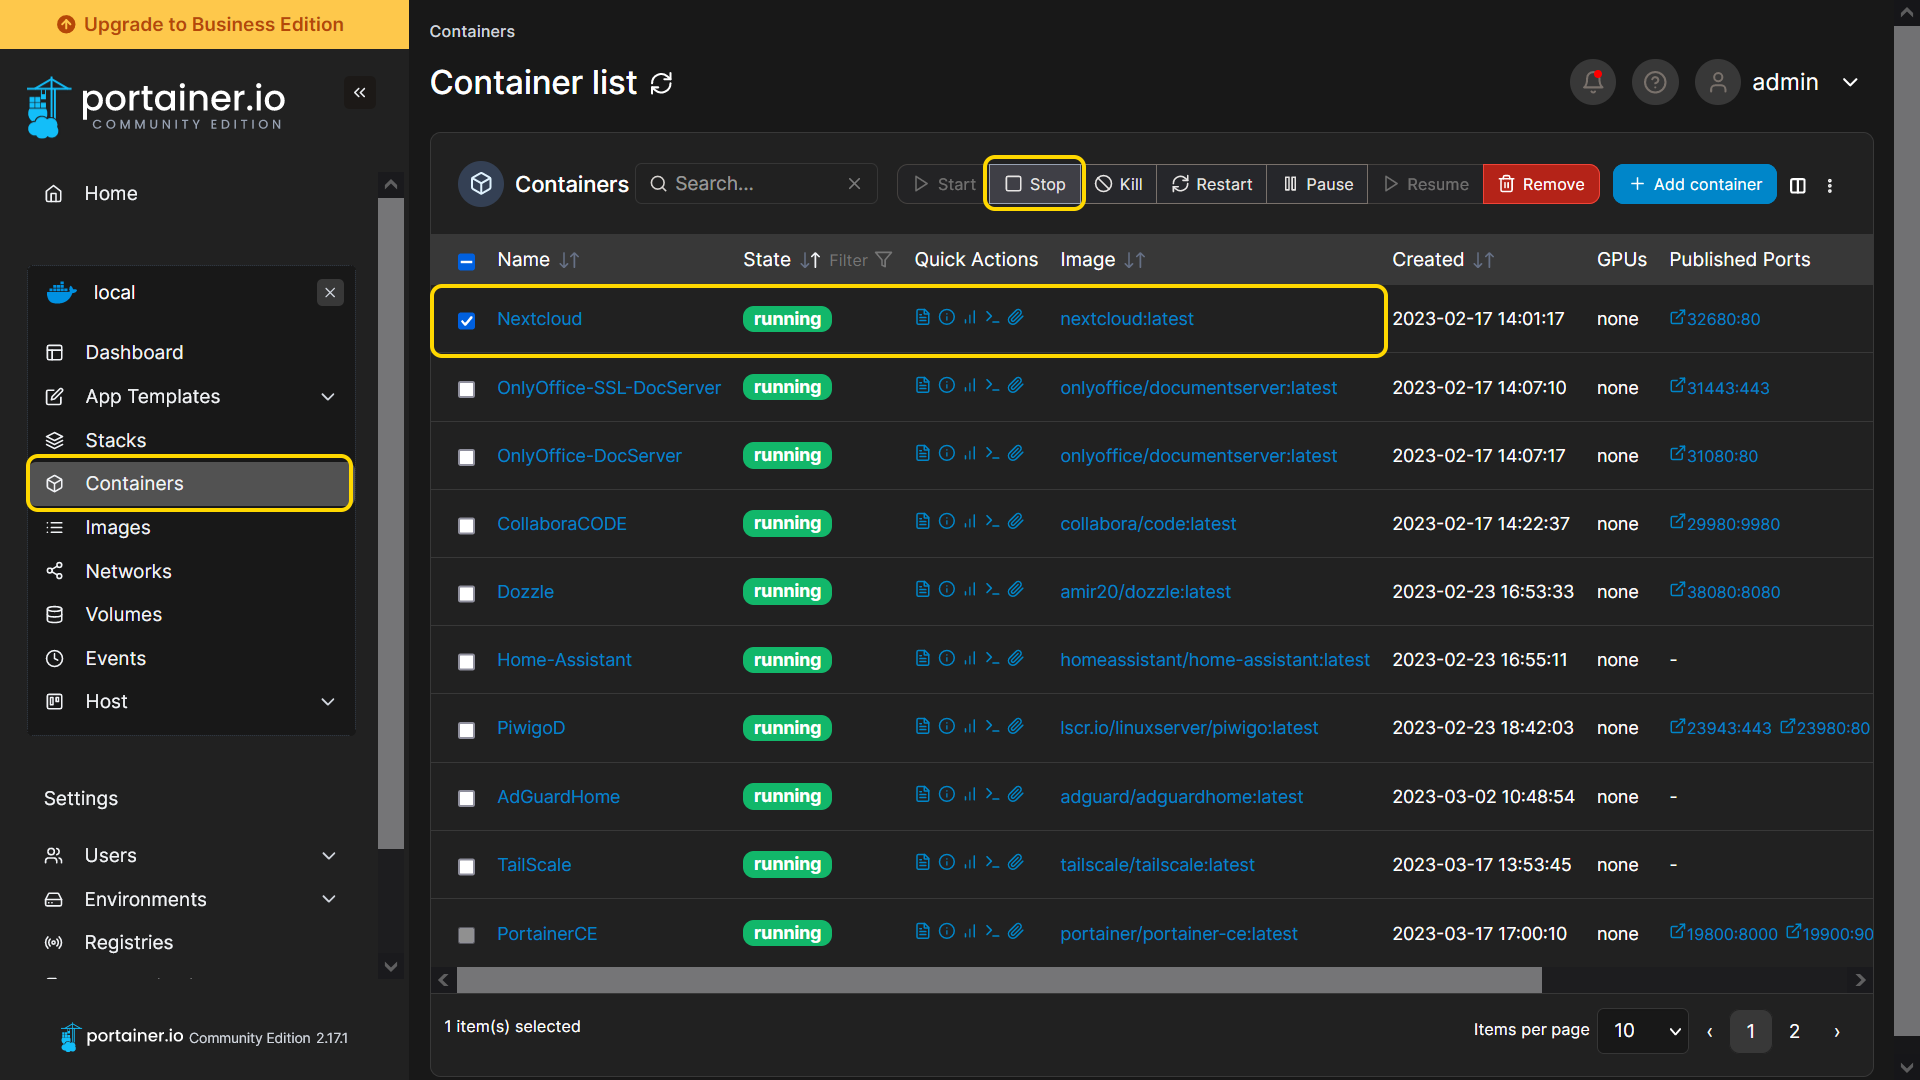 Upgrade to Business Edition
portainer.io
COMMUNITY EDITION
Home
local
Dashboard
App Templates
Stacks
Containers
Images
Networks
Volumes
Events
Host
Settings
Users
Environments
Registries
portainer.io Community Edition 2.17.1
Containers
Container list
admin
Containers Search... Start Stop Kill Restart Pause Resume Remove Add container
Name State Filter Quick Actions Image Created GPUs Published Ports
Nextcloud running nextcloud:latest 2023-02-17 14:01:17 none 32680:80
OnlyOffice-SSL-DocServer running onlyoffice/documentserver:latest 2023-02-17 14:07:10 none 31443:443
OnlyOffice-DocServer running onlyoffice/documentserver:latest 2023-02-17 14:07:17 none 31080:80
CollaboraCODE running collabora/code:latest 2023-02-17 14:22:37 none 29980:9980
Dozzle running amir20/dozzle:latest 2023-02-23 16:53:33 none 38080:8080
Home-Assistant running homeassistant/home-assistant:latest 2023-02-23 16:55:11 none -
PiwigoD running lscr.io/linuxserver/piwigo:latest 2023-02-23 18:42:03 none 23943:443 23980:80
AdGuardHome running adguard/adguardhome:latest 2023-03-02 10:48:54 none -
TailScale running tailscale/tailscale:latest 2023-03-17 13:53:45 none -
PortainerCE running portainer/portainer-ce:latest 2023-03-17 17:00:10 none 19800:8000 19900:90
1 item(s) selected
Items per page 10 ‹ 1 2 ›